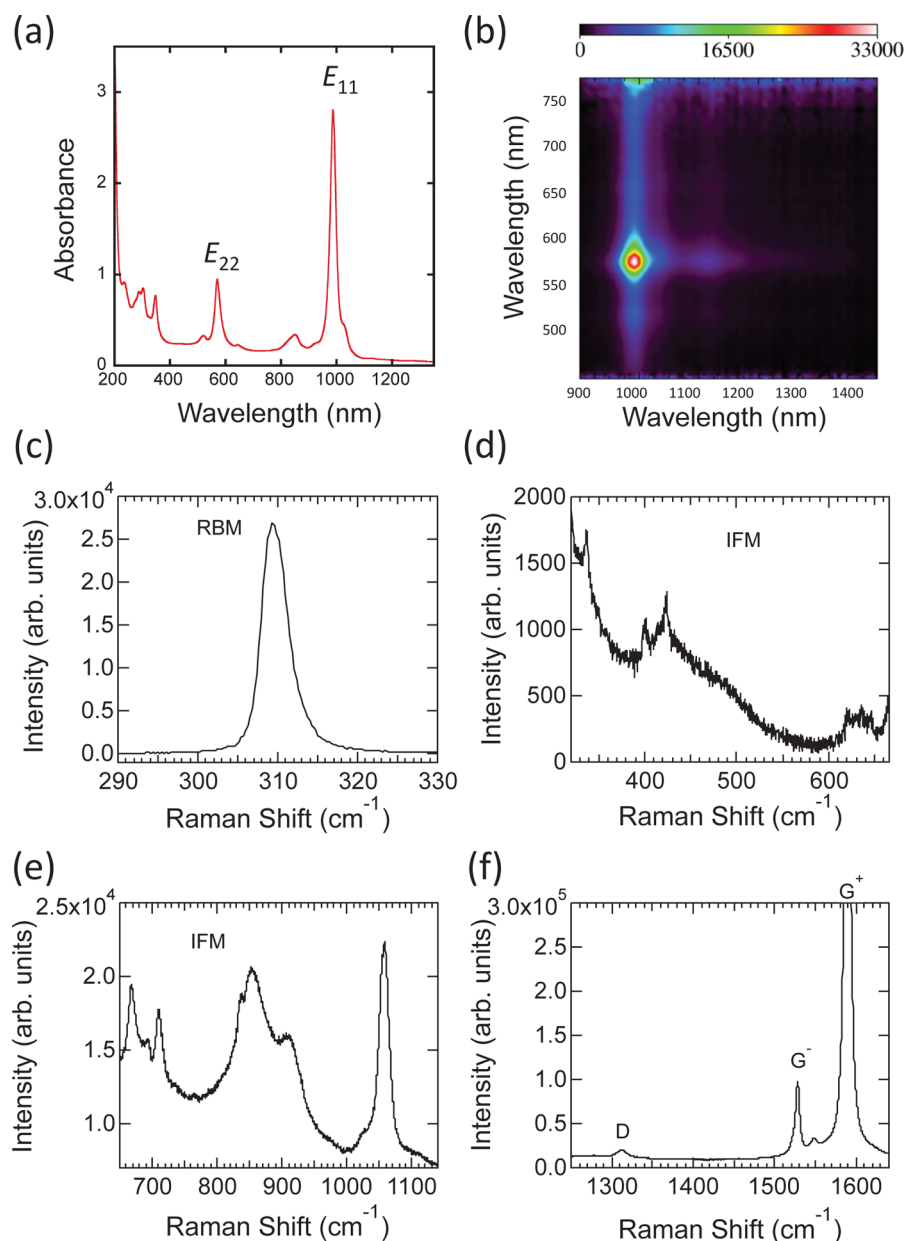 (a)
E11
E22
Absorbance
3
2
1
0
200 400 600 800 1000 1200
Wavelength (nm)
(b)
0 16500 33000
Wavelength (nm)
750
700
650
600
550
500
900 1000 1100 1200 1300 1400
Wavelength (nm)
(c)
3.0x10^4
RBM
Intensity (arb. units)
2.5
2.0
1.5
1.0
0.5
0.0
290 300 310 320 330
Raman Shift (cm^-1)
(d)
2000
IFM
Intensity (arb. units)
1500
1000
500
0
400 500 600
Raman Shift (cm^-1)
(e)
2.5x10^4
IFM
Intensity (arb. units)
2.0
1.5
1.0
700 800 900 1000 1100
Raman Shift (cm^-1)
(f)
G+
3.0x10^5
Intensity (arb. units)
2.5
2.0
1.5
1.0
0.5
0.0
G-
D
1300 1400 1500 1600
Raman Shift (cm^-1)